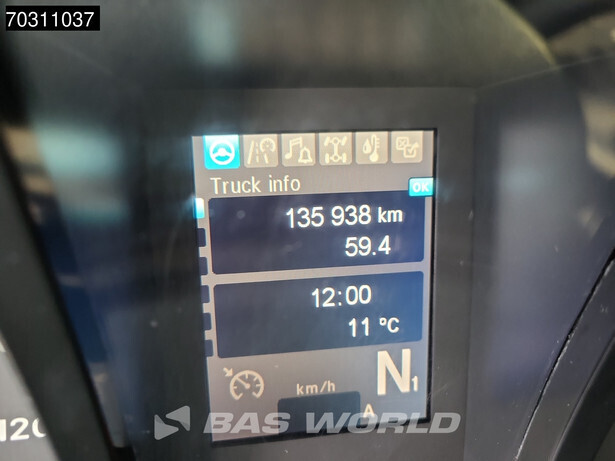 70311037
Truck info
OK
135 938 km
59.4
12:00
11 °C
km/h
N1
A
BAS WORLD